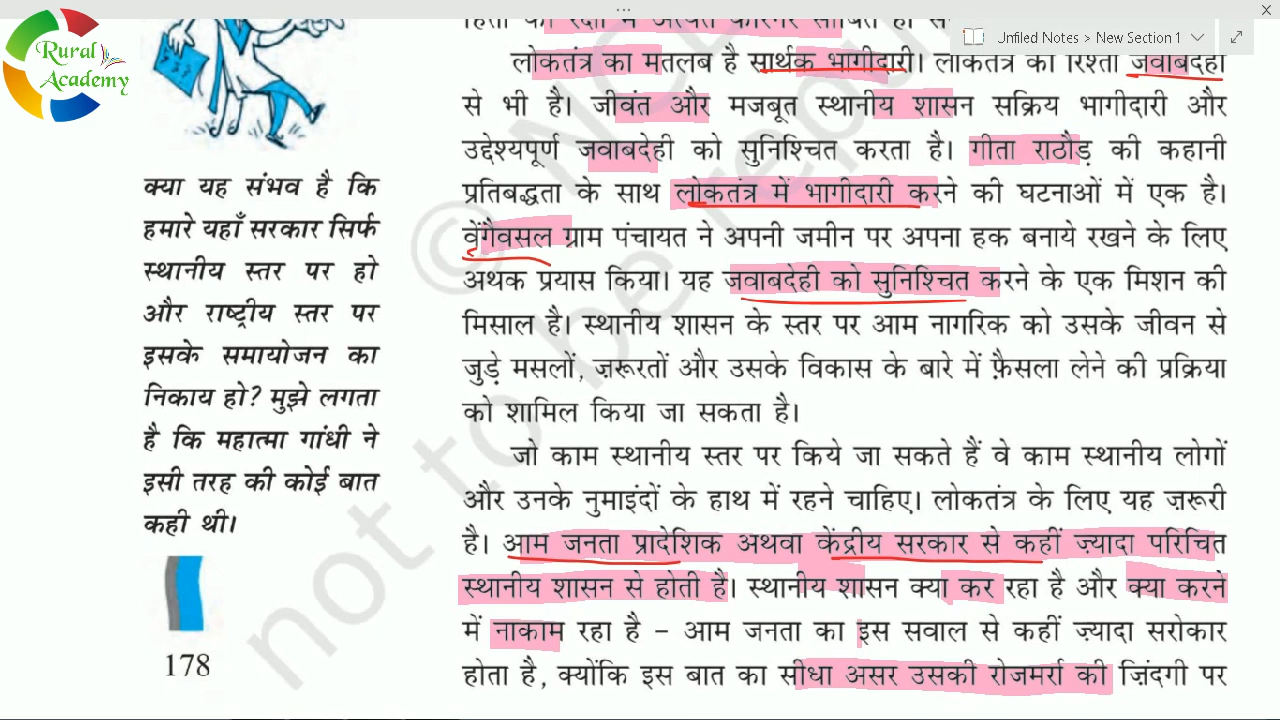 Rural
Academy
Unfiled Notes > New Section 1
लोकतंत्र का मतलब है सार्थक भागीदारी। लोकतंत्र का रिश्ता जवाबदेही
से भी है। जीवंत और मजबूत स्थानीय शासन सक्रिय भागीदारी और
उद्देश्यपूर्ण जवाबदेही को सुनिश्चित करता है। गीता राठौड़ की कहानी
प्रतिबद्धता के साथ लोकतंत्र में भागीदारी करने की घटनाओं में एक है।
वेंगैवसल ग्राम पंचायत ने अपनी जमीन पर अपना हक बनाये रखने के लिए
अथक प्रयास किया। यह जवाबदेही को सुनिश्चित करने के एक मिशन की
मिसाल है। स्थानीय शासन के स्तर पर आम नागरिक को उसके जीवन से
जुड़े मसलों, ज़रूरतों और उसके विकास के बारे में फ़ैसला लेने की प्रक्रिया
को शामिल किया जा सकता है।
जो काम स्थानीय स्तर पर किये जा सकते हैं वे काम स्थानीय लोगों
और उनके नुमाइंदों के हाथ में रहने चाहिए। लोकतंत्र के लिए यह ज़रूरी
है। आम जनता प्रादेशिक अथवा केंद्रीय सरकार से कहीं ज़्यादा परिचित
स्थानीय शासन से होती है। स्थानीय शासन क्या कर रहा है और क्या करने
में नाकाम रहा है – आम जनता का इस सवाल से कहीं ज़्यादा सरोकार
होता है, क्योंकि इस बात का सीधा असर उसकी रोजमर्रा की ज़िंदगी पर
क्या यह संभव है कि
हमारे यहाँ सरकार सिर्फ
स्थानीय स्तर पर हो
और राष्ट्रीय स्तर पर
इसके समायोजन का
निकाय हो? मुझे लगता
है कि महात्मा गांधी ने
इसी तरह की कोई बात
कही थी।
178
not to be